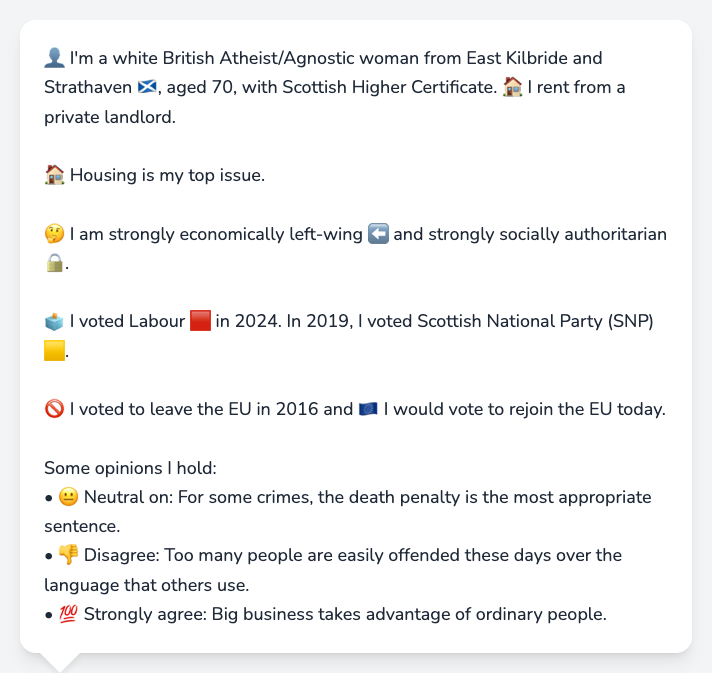 👤 I'm a white British Atheist/Agnostic woman from East Kilbride and
Strathaven 🏴󠁧󠁢󠁳󠁣󠁴󠁿, aged 70, with Scottish Higher Certificate. 🏠 I rent from a
private landlord.
🏠 Housing is my top issue.
🤔 I am strongly economically left-wing ⬅️ and strongly socially authoritarian
🔒.
🗳️ I voted Labour 🟥 in 2024. In 2019, I voted Scottish National Party (SNP)
🟨.
🚫 I voted to leave the EU in 2016 and 🇪🇺 I would vote to rejoin the EU today.
Some opinions I hold:
• 😐 Neutral on: For some crimes, the death penalty is the most appropriate
sentence.
• 👎 Disagree: Too many people are easily offended these days over the
language that others use.
• 💯 Strongly agree: Big business takes advantage of ordinary people.